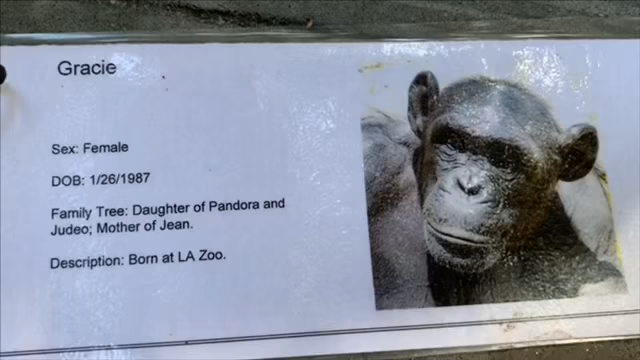 Gracie
Sex: Female
DOB: 1/26/1987
Family Tree: Daughter of Pandora and
Judeo; Mother of Jean.
Description: Born at LA Zoo.